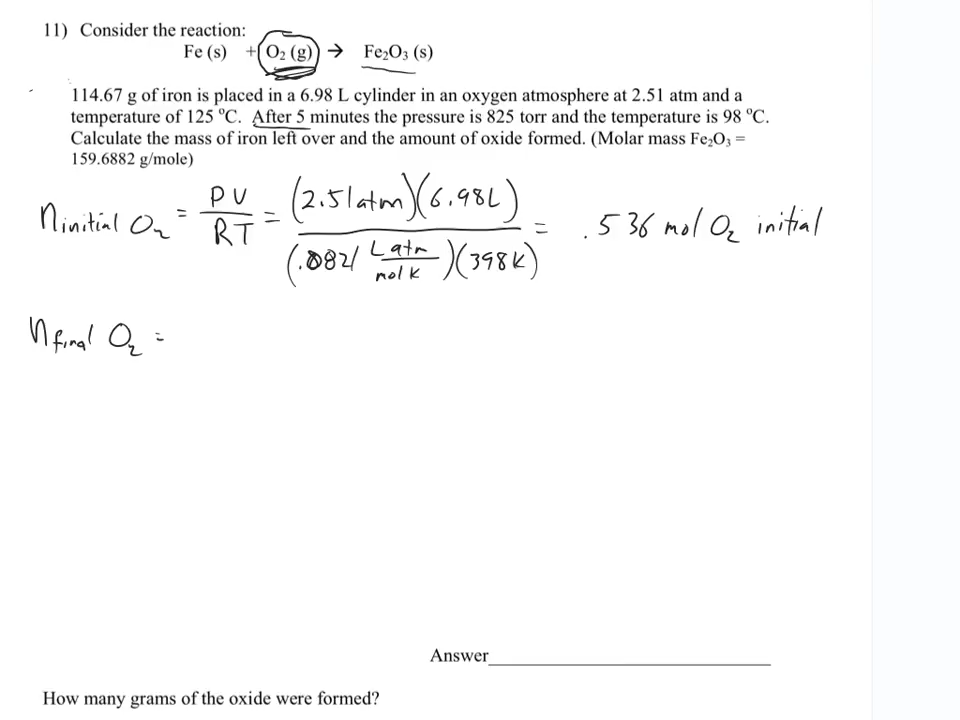 11) Consider the reaction:
Fe (s) + O₂ (g) → Fe₂O₃ (s)
114.67 g of iron is placed in a 6.98 L cylinder in an oxygen atmosphere at 2.51 atm and a
temperature of 125 °C. After 5 minutes the pressure is 825 torr and the temperature is 98 °C.
Calculate the mass of iron left over and the amount of oxide formed. (Molar mass Fe₂O₃ =
159.6882 g/mole)
n initial O₂ = PV/RT = (2.51 atm)(6.98 L)/(.0821 L atm/mol K)(398 K) = .536 mol O₂ initial
n final O₂ =
Answer
How many grams of the oxide were formed?